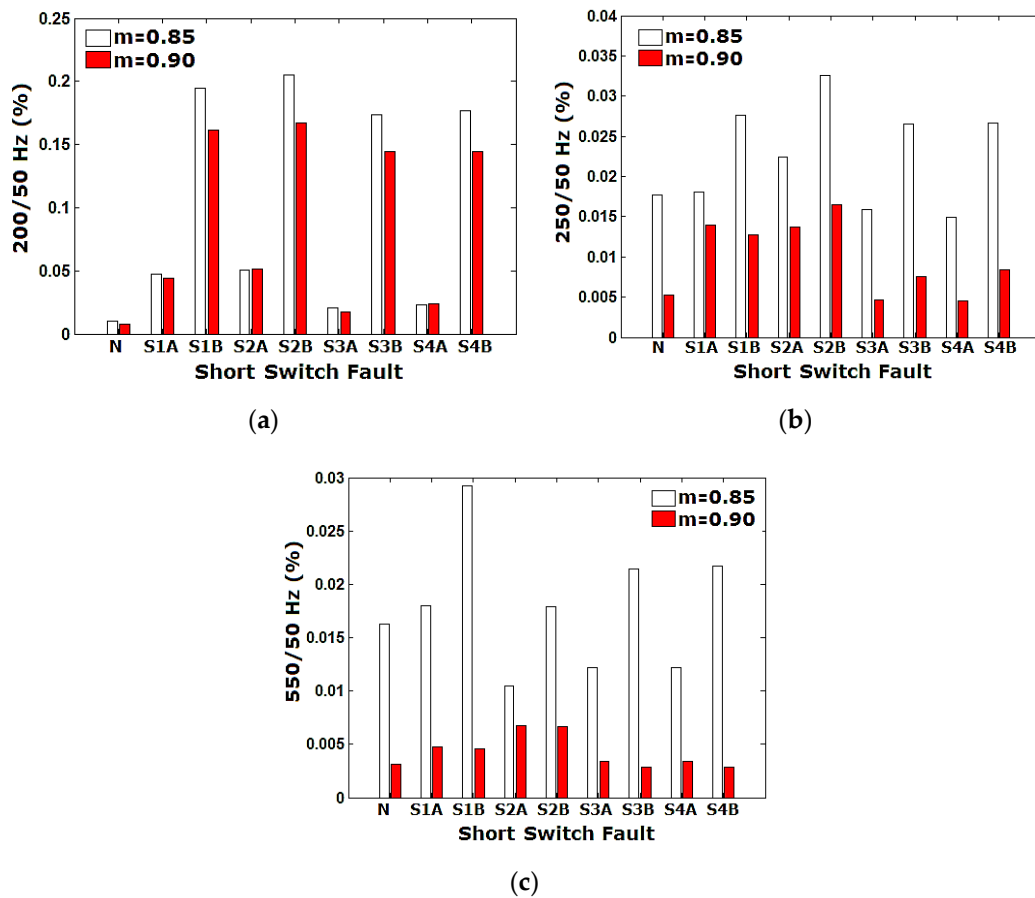 0.25
0.2
0.15
0.1
0.05
0
200/50 Hz (%)
m=0.85
m=0.90
N S1A S1B S2A S2B S3A S3B S4A S4B
Short Switch Fault
(a)
0.04
0.035
0.03
0.025
0.02
0.015
0.01
0.005
0
250/50 Hz (%)
m=0.85
m=0.90
N S1A S1B S2A S2B S3A S3B S4A S4B
Short Switch Fault
(b)
0.03
0.025
0.02
0.015
0.01
0.005
0
550/50 Hz (%)
m=0.85
m=0.90
N S1A S1B S2A S2B S3A S3B S4A S4B
Short Switch Fault
(c)